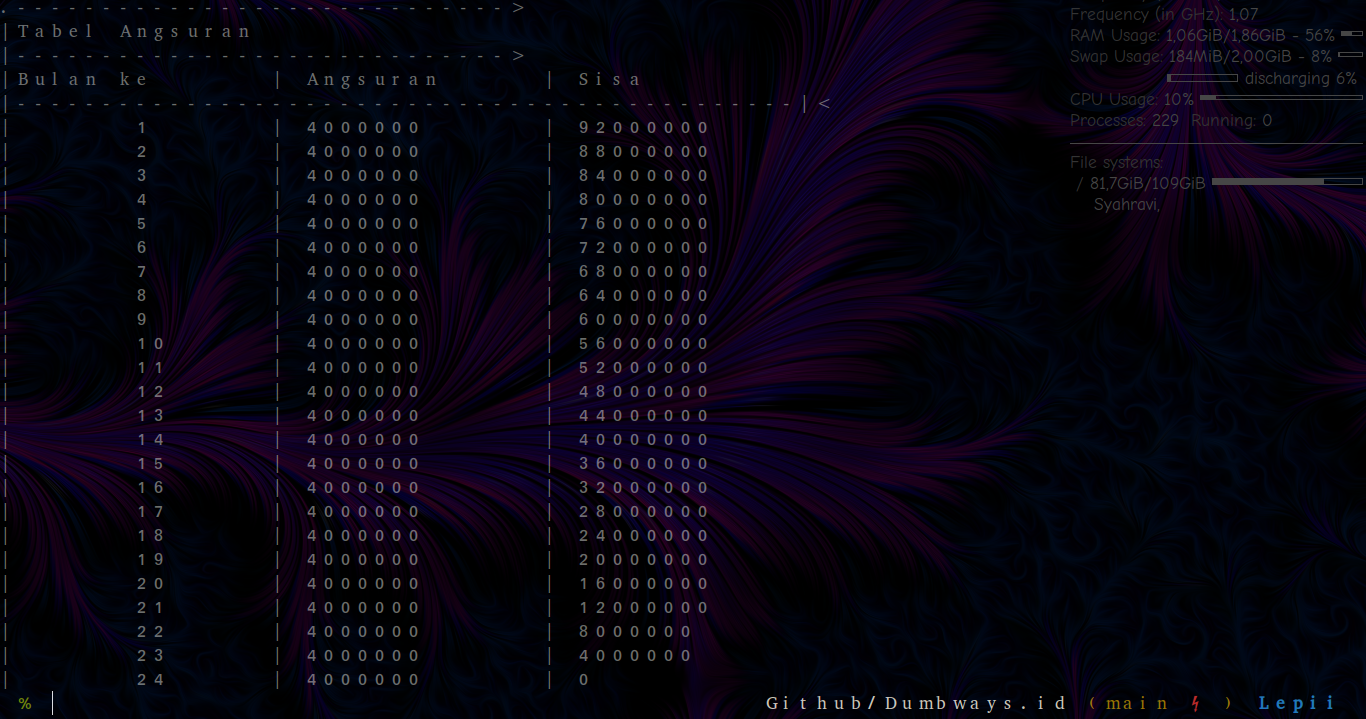 . - - - - - - - - - - - - - - - - - - - - - - - - - - - - - >
| Tabel Angsuran
| - - - - - - - - - - - - - - - - - - - - - - - - - - - - - >
| Bulan ke | Angsuran | Sisa
| - - - - - - - - - - - - - - - - - - - - - - - - - - - - - - - - - - - - - - - - - - - - - - | <
| 1 | 4000000 | 92000000
| 2 | 4000000 | 88000000
| 3 | 4000000 | 84000000
| 4 | 4000000 | 80000000
| 5 | 4000000 | 76000000
| 6 | 4000000 | 72000000
| 7 | 4000000 | 68000000
| 8 | 4000000 | 64000000
| 9 | 4000000 | 60000000
| 10 | 4000000 | 56000000
| 11 | 4000000 | 52000000
| 12 | 4000000 | 48000000
| 13 | 4000000 | 44000000
| 14 | 4000000 | 40000000
| 15 | 4000000 | 36000000
| 16 | 4000000 | 32000000
| 17 | 4000000 | 28000000
| 18 | 4000000 | 24000000
| 19 | 4000000 | 20000000
| 20 | 4000000 | 16000000
| 21 | 4000000 | 12000000
| 22 | 4000000 | 8000000
| 23 | 4000000 | 4000000
| 24 | 4000000 | 0
% Github/Dumbways.id (main ϟ ) Lepii
Frequency (in GHz): 1,07
RAM Usage: 1,06GiB/1,86GiB - 56%
Swap Usage: 184MiB/2,00GiB - 8%
discharging 6%
CPU Usage: 10%
Processes: 229 Running: 0
File systems:
/ 81,7GiB/109GiB
Syahravi,